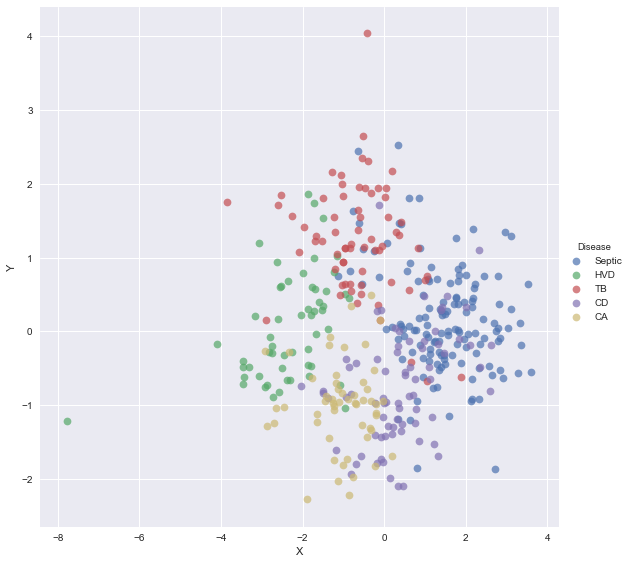 4
3
2
1
0
−1
−2
Y
−8
−6
−4
−2
0
2
4
X
Disease
Septic
HVD
TB
CD
CA